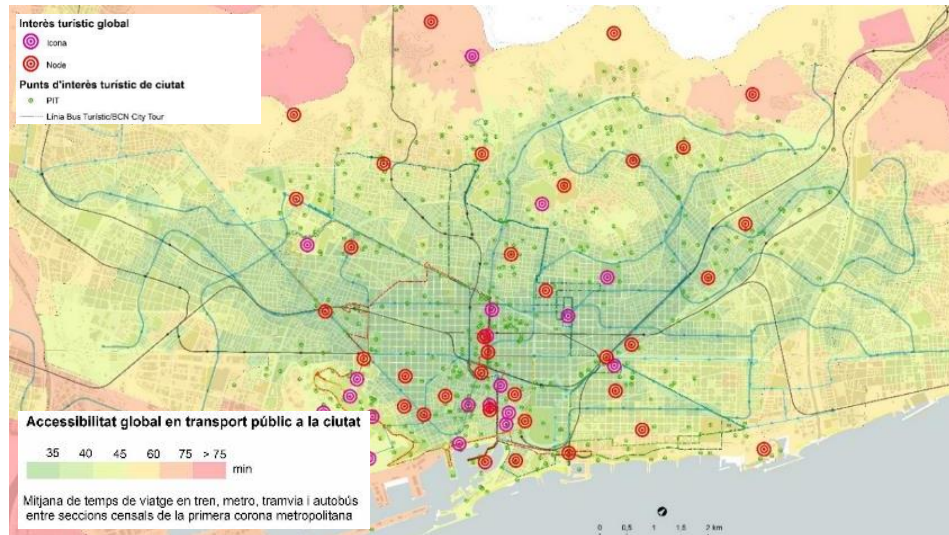 Interès turístic global
Icona
Node
Punts d'interès turístic de ciutat
PIT
Línia Bus Turístic/BCN City Tour
Accessibilitat global en transport públic a la ciutat
35 40 45 60 75 > 75
min
Mitjana de temps de viatge en tren, metro, tramvia i autobús
entre seccions censals de la primera corona metropolitana
0 0,5 1 1,5 2 km